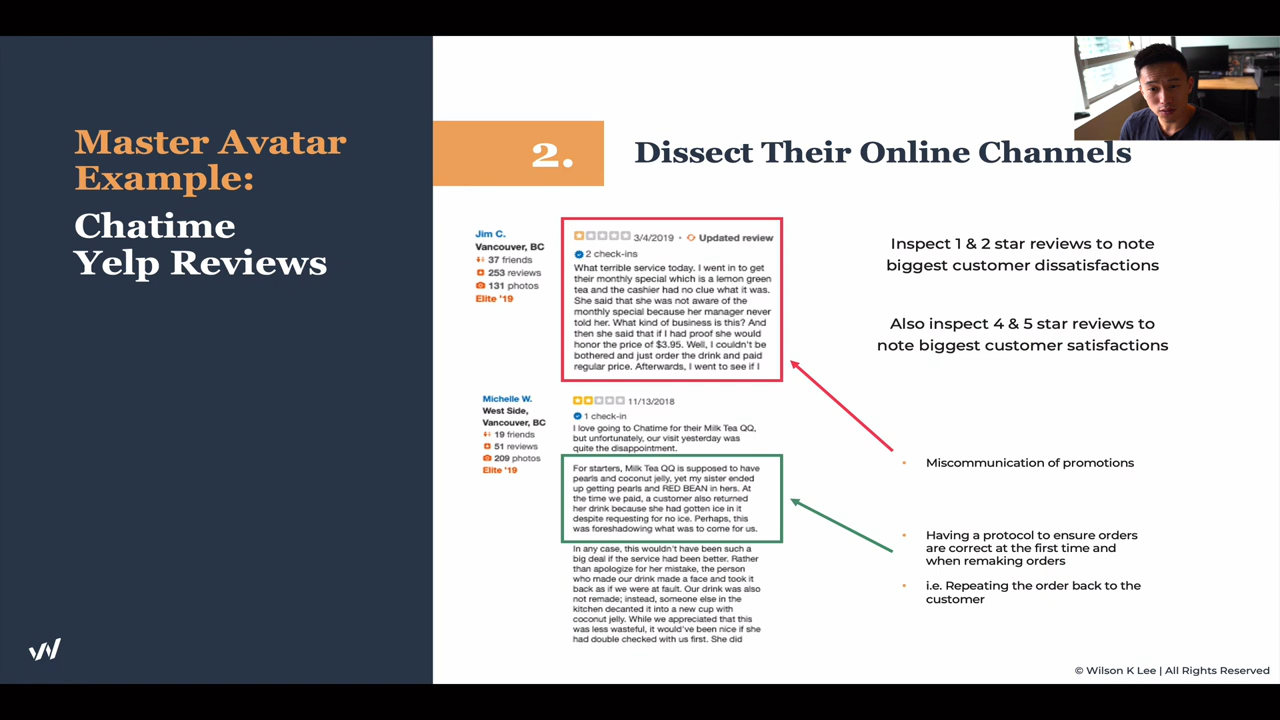 Master Avatar
Example:
Chatime
Yelp Reviews
2.
Dissect Their Online Channels
Jim C.
Vancouver, BC
37 friends
253 reviews
131 photos
Elite '19
3/4/2019 • Updated review
2 check-ins
What terrible service today. I went in to get
their monthly special which is a lemon green
tea and the cashier had no clue what it was.
She said that she was not aware of the
monthly special because her manager never
told her. What kind of business is this? And
then she said that if I had proof she would
honor the price of $3.95. Well, I couldn't be
bothered and just order the drink and paid
regular price. Afterwards, I went to see if I
Michelle W.
West Side,
Vancouver, BC
19 friends
51 reviews
209 photos
Elite '19
11/13/2018
1 check-in
I love going to Chatime for their Milk Tea QQ,
but unfortunately, our visit yesterday was
quite the disappointment.
For starters, Milk Tea QQ is supposed to have
pearls and coconut jelly, yet my sister ended
up getting pearls and RED BEAN in hers. At
the time we paid, a customer also returned
her drink because she had gotten ice in it
despite requesting for no ice. Perhaps, this
was foreshadowing what was to come for us.
In any case, this wouldn't have been such a
big deal if the service had been better. Rather
than apologize for her mistake, the person
who made our drink made a face and took it
back as if we were at fault. Our drink was also
not remade; instead, someone else in the
kitchen decanted it into a new cup with
coconut jelly. While we appreciated that this
was less wasteful, it would've been nice if she
had double checked with us first. She did
Inspect 1 & 2 star reviews to note
biggest customer dissatisfactions
Also inspect 4 & 5 star reviews to
note biggest customer satisfactions
• Miscommunication of promotions
• Having a protocol to ensure orders
are correct at the first time and
when remaking orders
• i.e. Repeating the order back to the
customer
© Wilson K Lee | All Rights Reserved